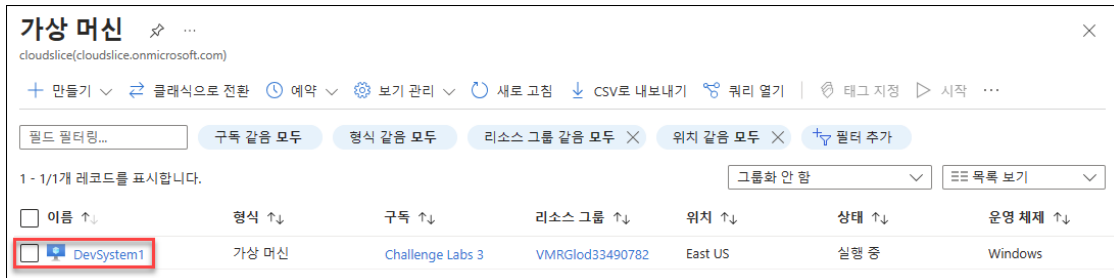 가상 머신
cloudslice(cloudslice.onmicrosoft.com)
만들기 클래식으로 전환 예약 보기 관리 새로 고침 CSV로 내보내기 쿼리 열기 태그 지정 시작
필드 필터링... 구독 같음 모두 형식 같음 모두 리소스 그룹 같음 모두 위치 같음 모두 필터 추가
1 - 1/1개 레코드를 표시합니다. 그룹화 안 함 목록 보기
이름 형식 구독 리소스 그룹 위치 상태 운영 체제
DevSystem1 가상 머신 Challenge Labs 3 VMRGlod33490782 East US 실행 중 Windows